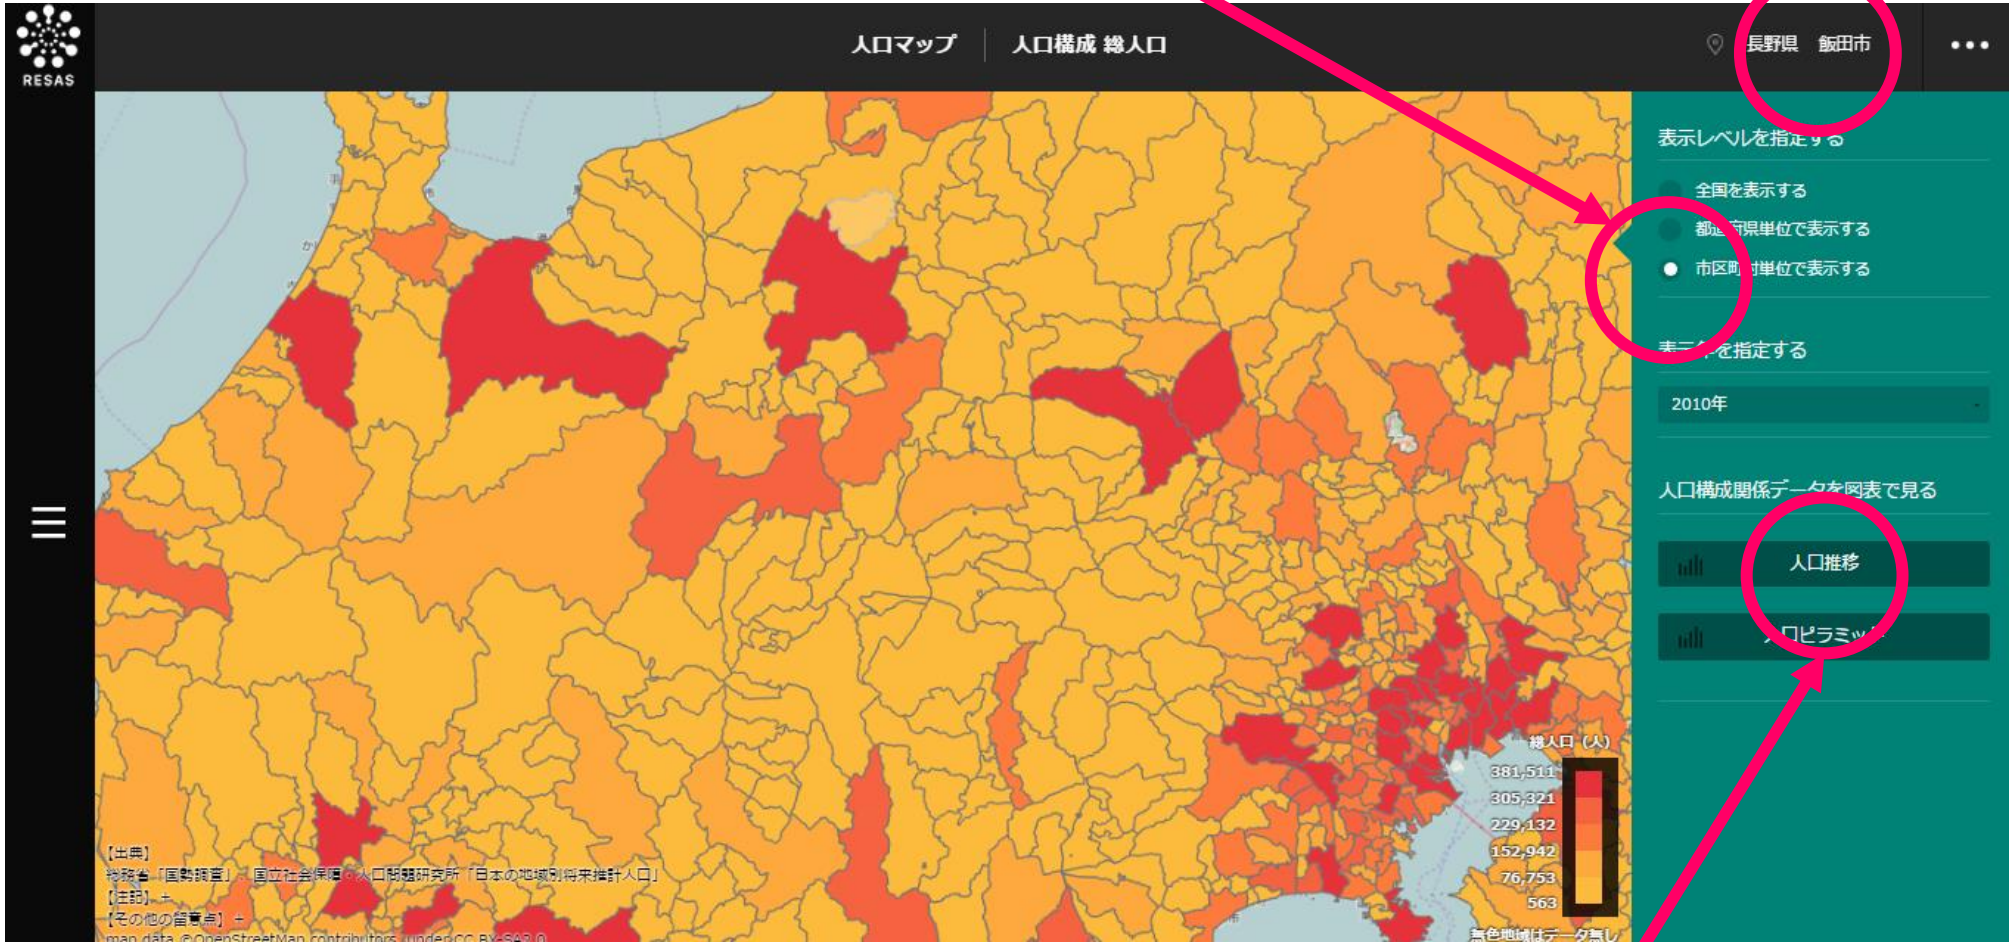 RESAS
人口マップ
人口構成 総人口
長野県 飯田市
表示レベルを指定する
全国を表示する
都道府県単位で表示する
市区町村単位で表示する
表示年を指定する
2010年
人口構成関係データを図表で見る
人口推移
人口ピラミッド
総人口 (人)
381,511
305,321
229,132
152,942
76,753
563
無色地域はデータ無し
【出典】
総務省「国勢調査」、国立社会保障・人口問題研究所「日本の地域別将来推計人口」
【注記】 +
【その他の留意点】 +
map data ©OpenStreetMap contributors, under CC BY-SA2.0